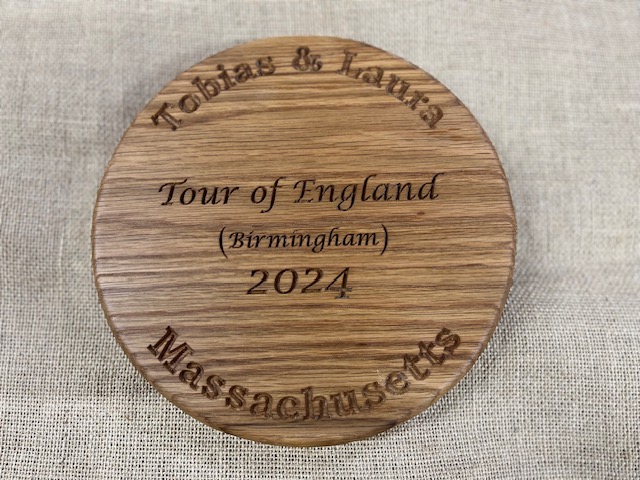 Tobias & Laura
Tour of England
(Birmingham)
2024
Massachusetts